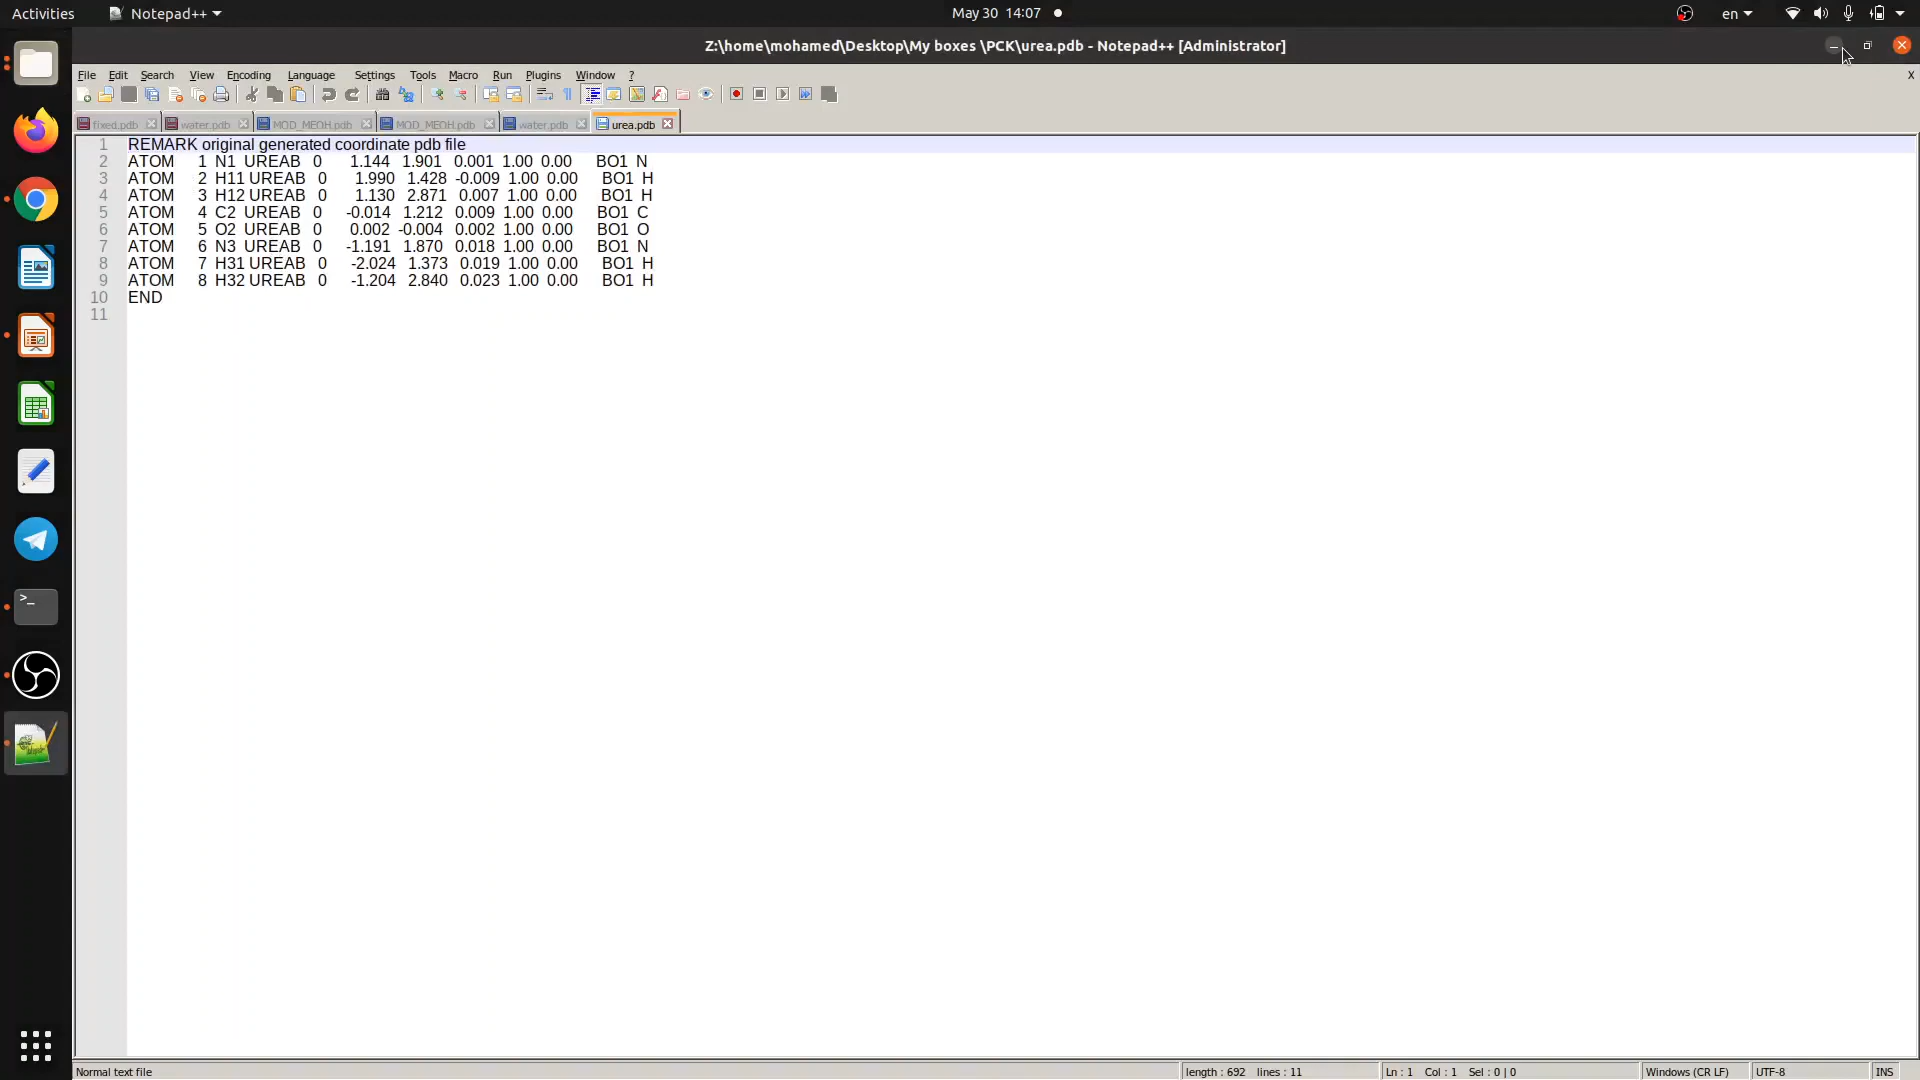 Activities Notepad++ May 30 14:07 en
Z:\home\mohamed\Desktop\My boxes \PCK\urea.pdb - Notepad++ [Administrator]
File Edit Search View Encoding Language Settings Tools Macro Run Plugins Window ? X
fixed.pdb water.pdb MOD_MEOH.pdb MOD_MEOH.pdb water.pdb urea.pdb
1 REMARK original generated coordinate pdb file
2 ATOM 1 N1 UREAB 0 1.144 1.901 0.001 1.00 0.00 BO1 N
3 ATOM 2 H11 UREAB 0 1.990 1.428 -0.009 1.00 0.00 BO1 H
4 ATOM 3 H12 UREAB 0 1.130 2.871 0.007 1.00 0.00 BO1 H
5 ATOM 4 C2 UREAB 0 -0.014 1.212 0.009 1.00 0.00 BO1 C
6 ATOM 5 O2 UREAB 0 0.002 -0.004 0.002 1.00 0.00 BO1 O
7 ATOM 6 N3 UREAB 0 -1.191 1.870 0.018 1.00 0.00 BO1 N
8 ATOM 7 H31 UREAB 0 -2.024 1.373 0.019 1.00 0.00 BO1 H
9 ATOM 8 H32 UREAB 0 -1.204 2.840 0.023 1.00 0.00 BO1 H
10 END
11
Normal text file length : 692 lines : 11 Ln : 1 Col : 1 Sel : 0 | 0 Windows (CR LF) UTF-8 INS